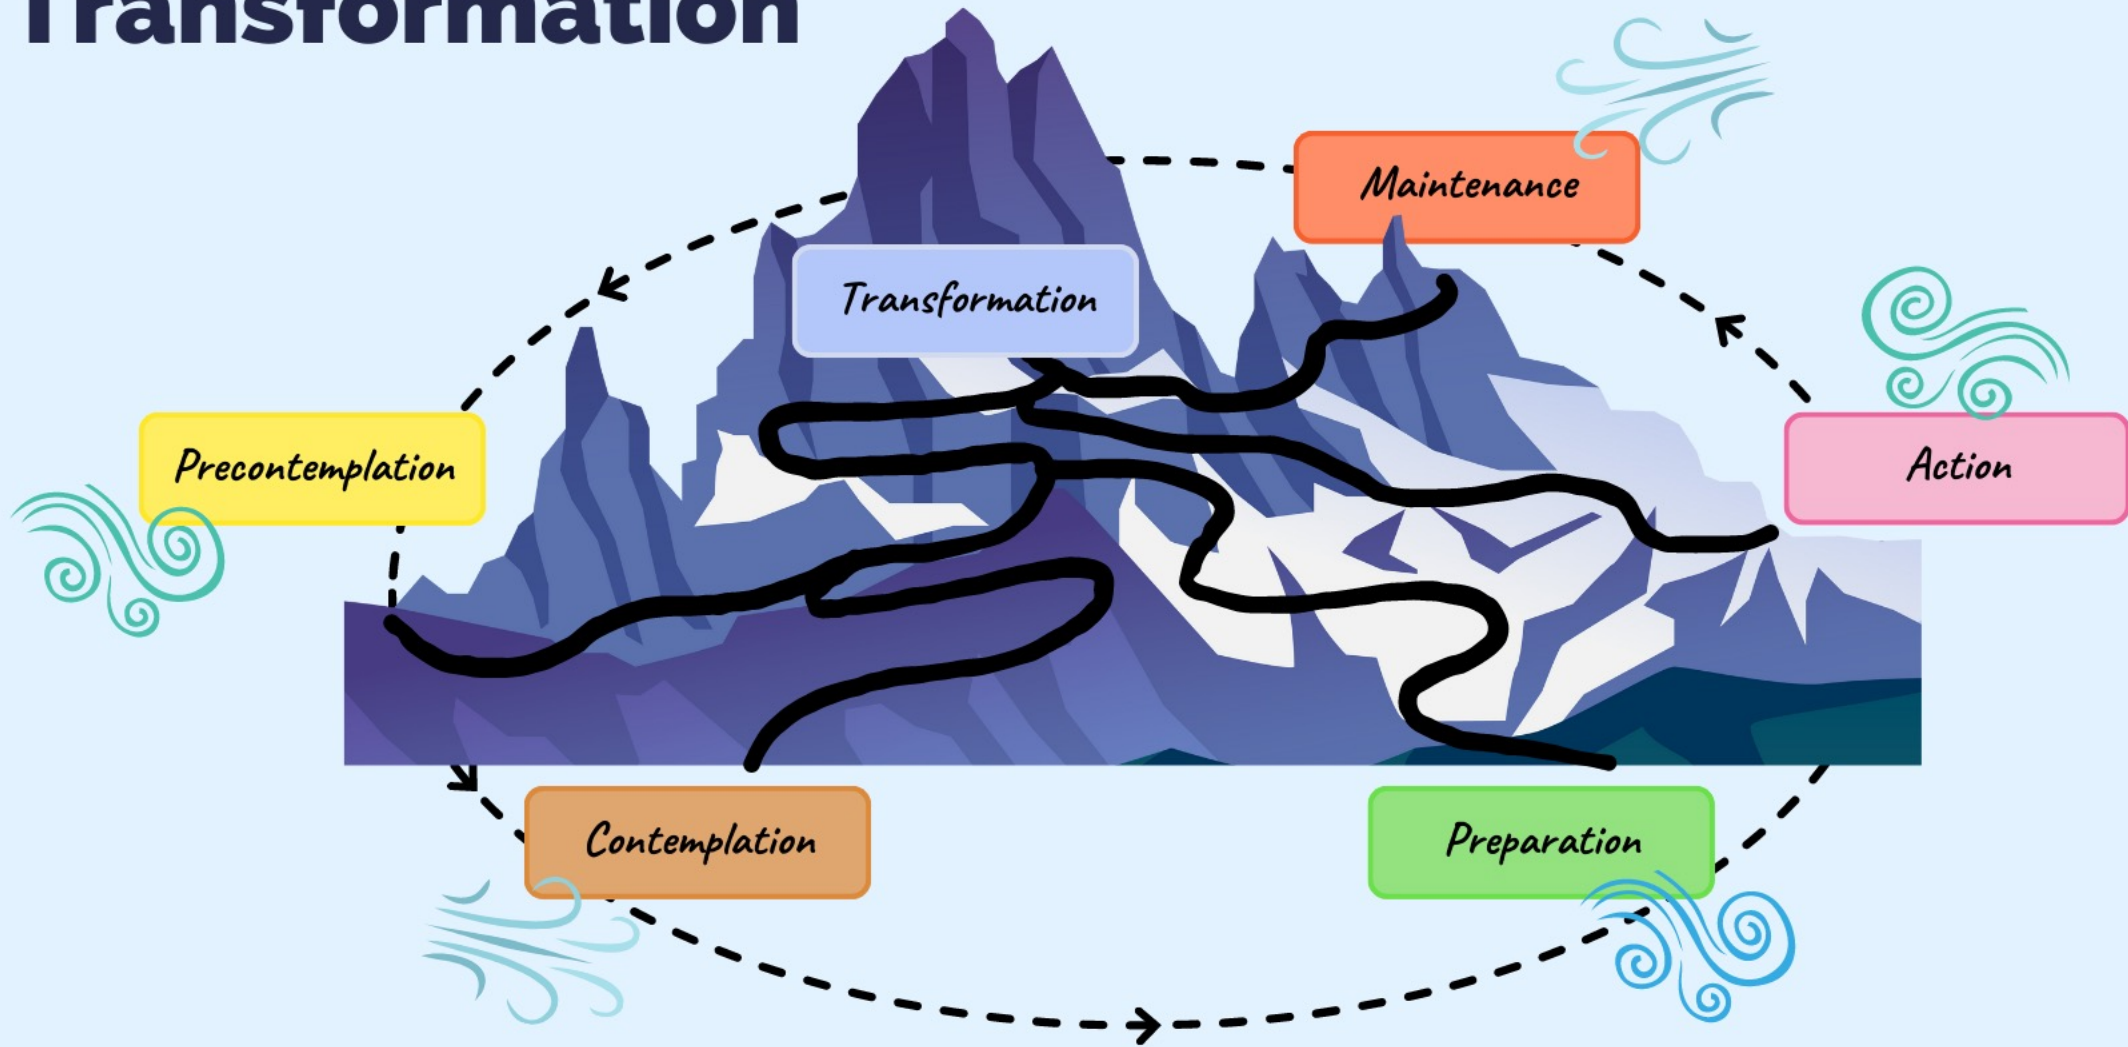 Transformation
Maintenance
Transformation
Precontemplation
Action
Contemplation
Preparation